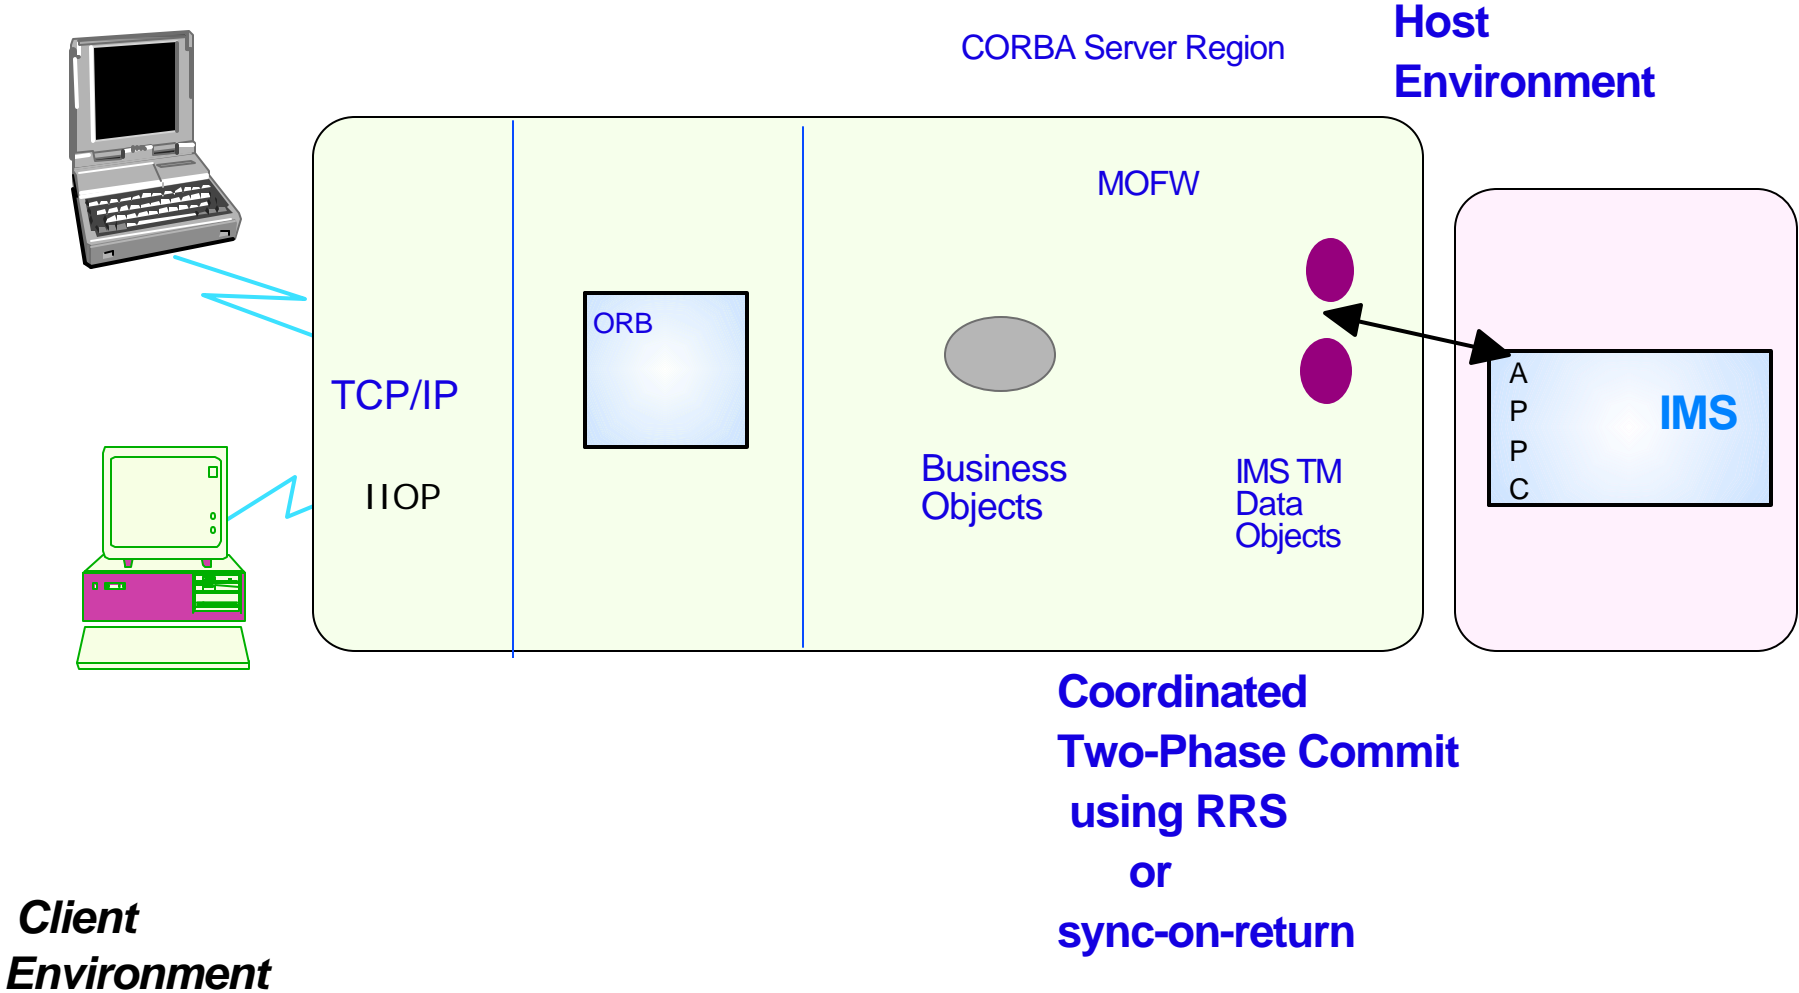 Host
Environment
CORBA Server Region
MOFW
ORB
TCP/IP
IIOP
Business
Objects
IMS TM
Data
Objects
A
P
P
C
IMS
Coordinated
Two-Phase Commit
using RRS
or
sync-on-return
Client
Environment